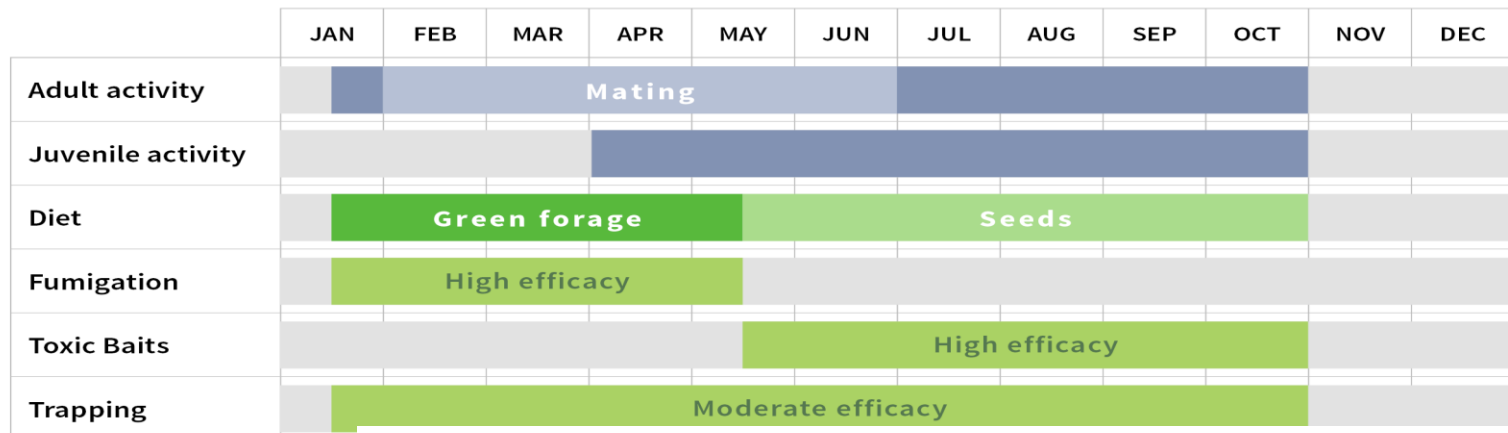 JAN FEB MAR APR MAY JUN JUL AUG SEP OCT NOV DEC
Adult activity Mating
Juvenile activity
Diet Green forage Seeds
Fumigation High efficacy
Toxic Baits High efficacy
Trapping Moderate efficacy